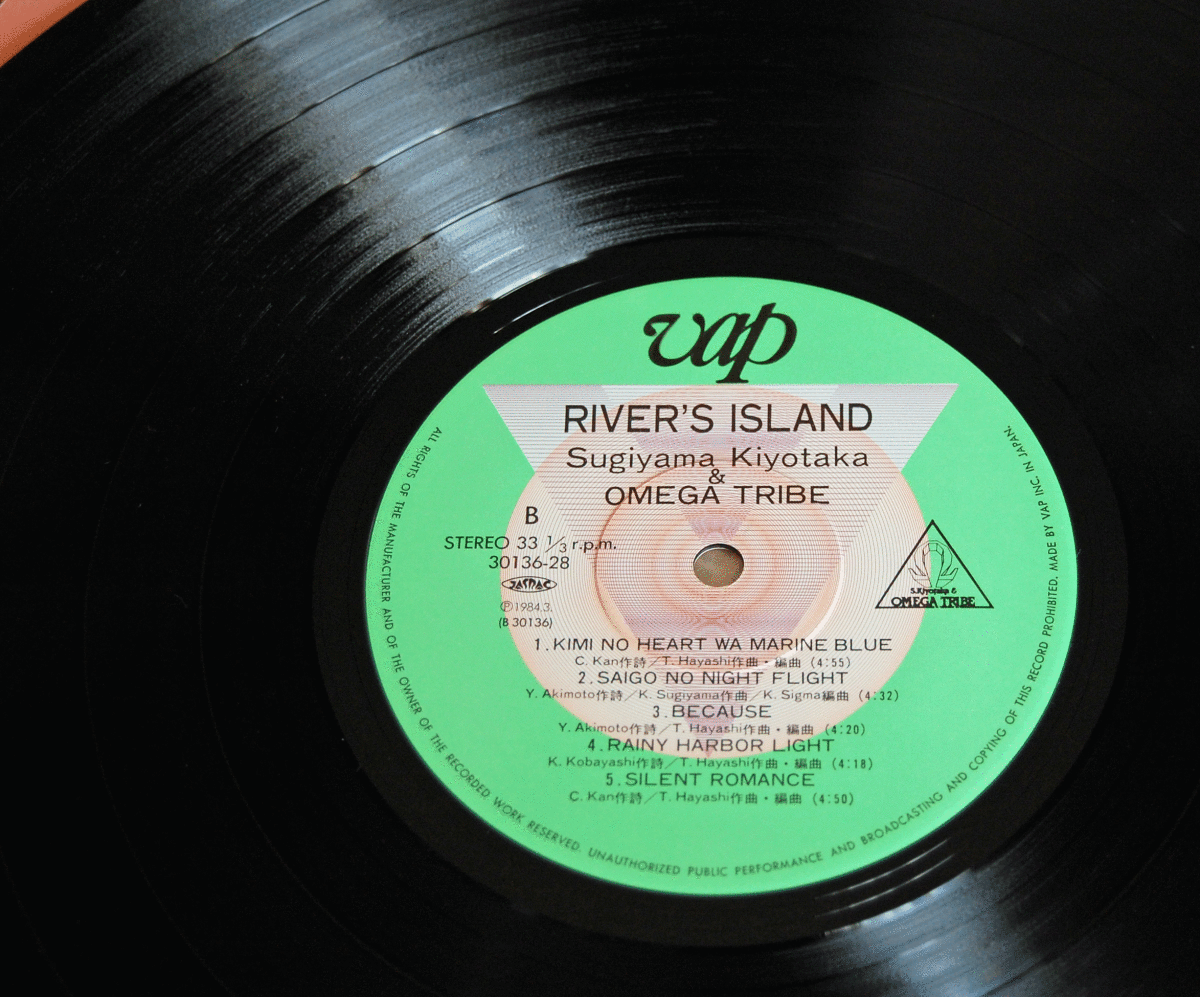 vap
RIVER'S ISLAND
Sugiyama Kiyotaka
&
OMEGA TRIBE
B
STEREO 33 1/3 r.p.m.
30136-28
JASRAC
Ⓟ1984.3.
(B 30136)
S.Kiyotaka &
OMEGA TRIBE
1.KIMI NO HEART WA MARINE BLUE
C. Kan作詩／T. Hayashi作曲・編曲 (4:55)
2.SAIGO NO NIGHT FLIGHT
Y. Akimoto作詩／K. Sugiyama作曲／K. Sigma編曲 (4:32)
3.BECAUSE
Y. Akimoto作詩／T. Hayashi作曲・編曲 (4:20)
4.RAINY HARBOR LIGHT
K. Kobayashi作詩／T. Hayashi作曲・編曲 (4:18)
5.SILENT ROMANCE
C. Kan作詩／T. Hayashi作曲・編曲 (4:50)
ALL RIGHTS OF THE MANUFACTURER AND OF THE OWNER OF THE RECORDED WORK RESERVED. UNAUTHORIZED PUBLIC PERFORMANCE AND BROADCASTING AND COPYING OF THIS RECORD PROHIBITED. MADE BY VAP INC. IN JAPAN.